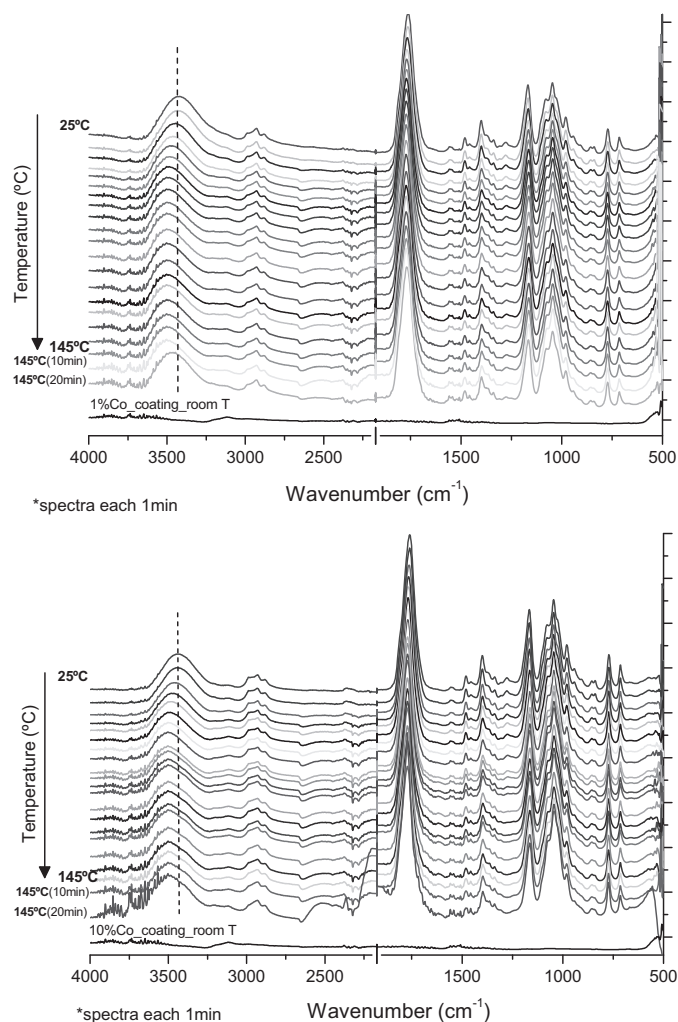 25ºC
Temperature (ºC)
145ºC
145ºC(10min)
145ºC(20min)
1%Co_coating_room T
4000 3500 3000 2500 1500 1000 500
Wavenumber (cm-1)
*spectra each 1min
25ºC
Temperature (ºC)
145ºC
145ºC(10min)
145ºC(20min)
10%Co_coating_room T
4000 3500 3000 2500 1500 1000 500
Wavenumber (cm-1)
*spectra each 1min